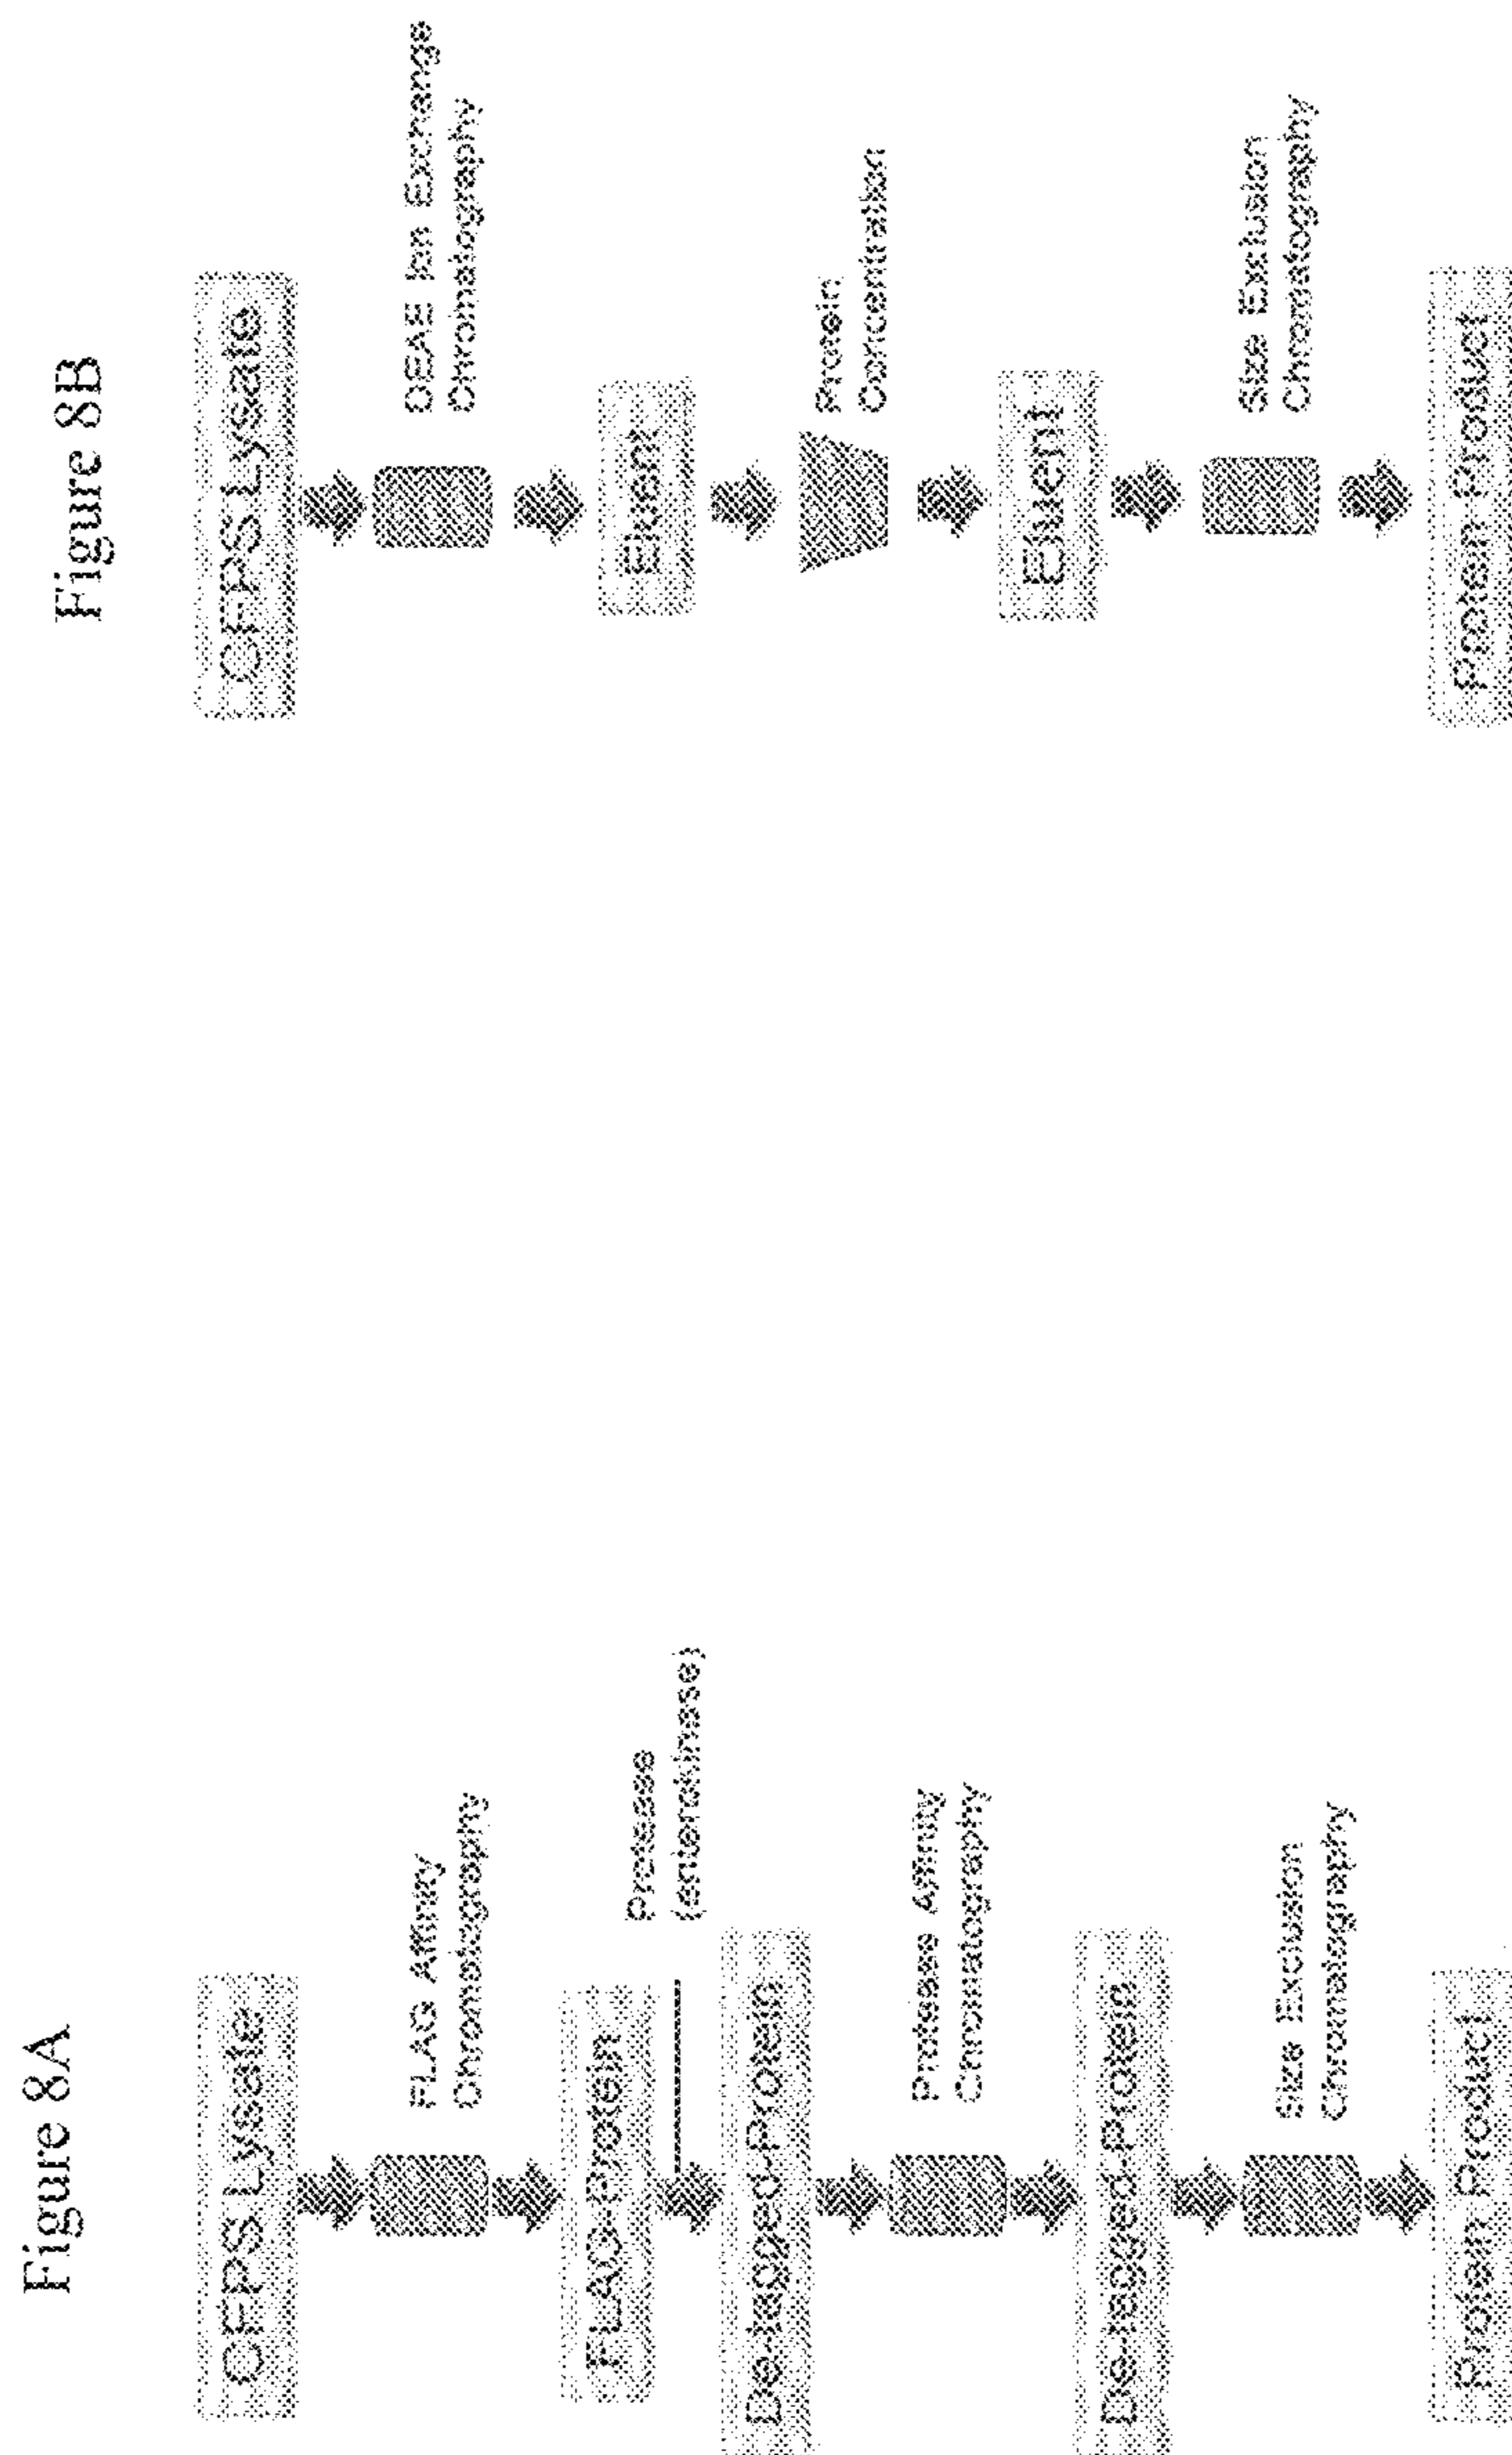 Figure 8A
CFPS Lysate
FLAG Affinity
Chromatography
FLAG-Protein
Protease
(enterokinase)
De-tagged-Protein
Protease Affinity
Chromatography
De-tagged-Protein
Size Exclusion
Chromatography
Protein Product
Figure 8B
CFPS Lysate
DEAE Ion Exchange
Chromatography
Eluent
Protein
Concentration
Eluent
Size Exclusion
Chromatography
Protein Product